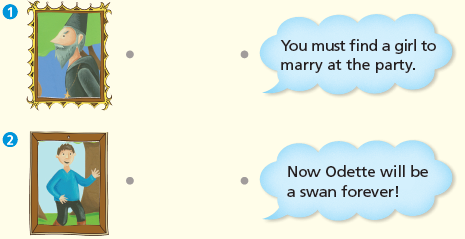 1
You must find a girl to
marry at the party.
2
Now Odette will be
a swan forever!